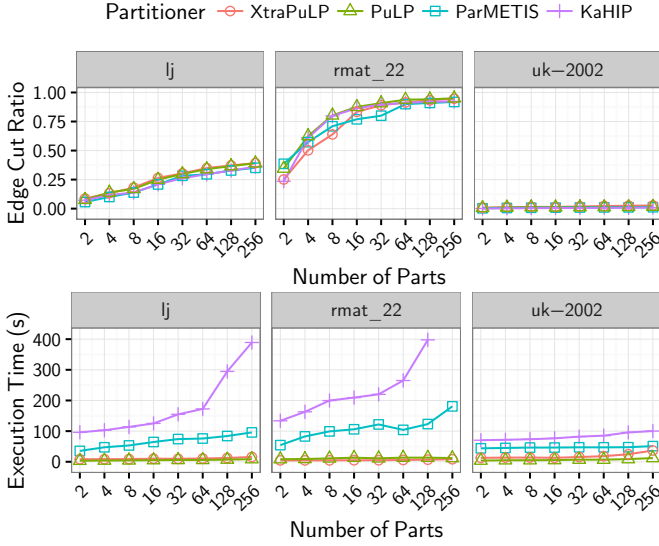 Partitioner XtraPuLP PuLP ParMETIS KaHIP
lj rmat_22 uk−2002
Edge Cut Ratio
1.00
0.75
0.50
0.25
0.00
2 4 8 16 32 64 128 256 2 4 8 16 32 64 128 256 2 4 8 16 32 64 128 256
Number of Parts
lj rmat_22 uk−2002
Execution Time (s)
400
300
200
100
0
2 4 8 16 32 64 128 256 2 4 8 16 32 64 128 256 2 4 8 16 32 64 128 256
Number of Parts